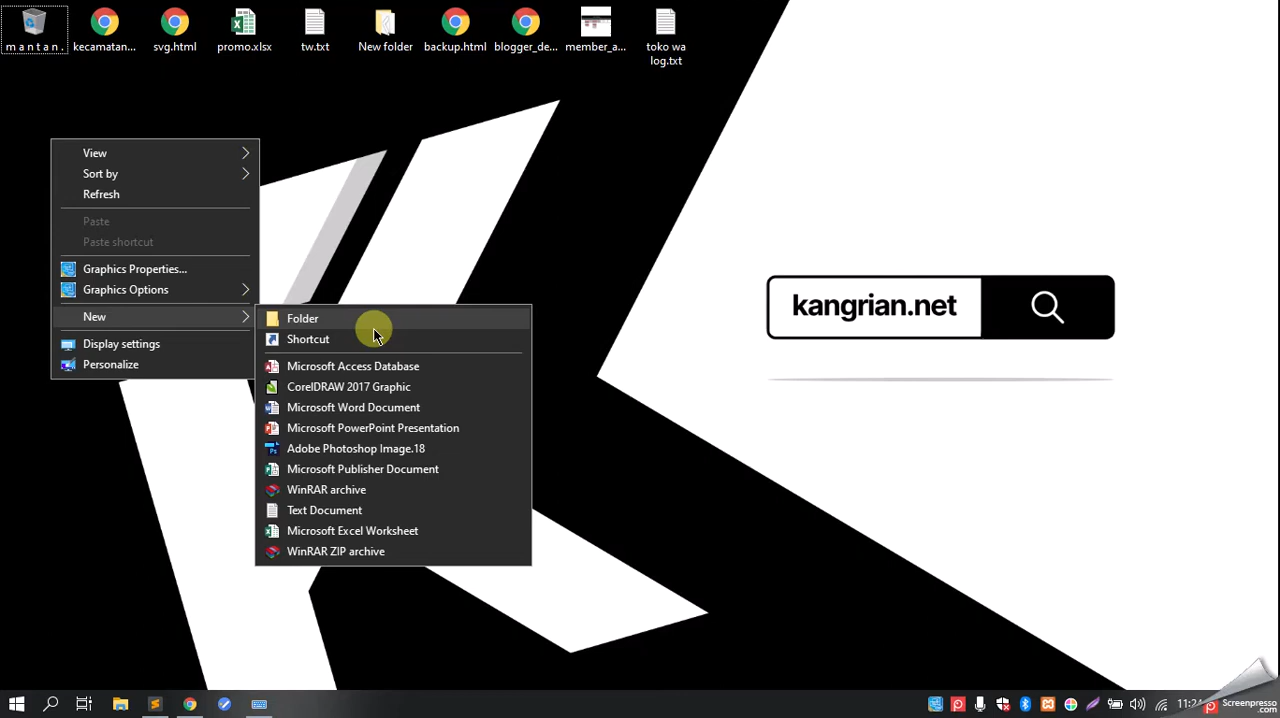 m a n t a n
kecamatan...
svg.html
promo.xlsx
tw.txt
New folder
backup.html
blogger_de...
member_a...
toko wa
log.txt
View
Sort by
Refresh
Paste
Paste shortcut
Graphics Properties...
Graphics Options
New
Display settings
Personalize
Folder
Shortcut
Microsoft Access Database
CorelDRAW 2017 Graphic
Microsoft Word Document
Microsoft PowerPoint Presentation
Adobe Photoshop Image.18
Microsoft Publisher Document
WinRAR archive
Text Document
Microsoft Excel Worksheet
WinRAR ZIP archive
kangrian.net
11:24
Screenpresso
.com